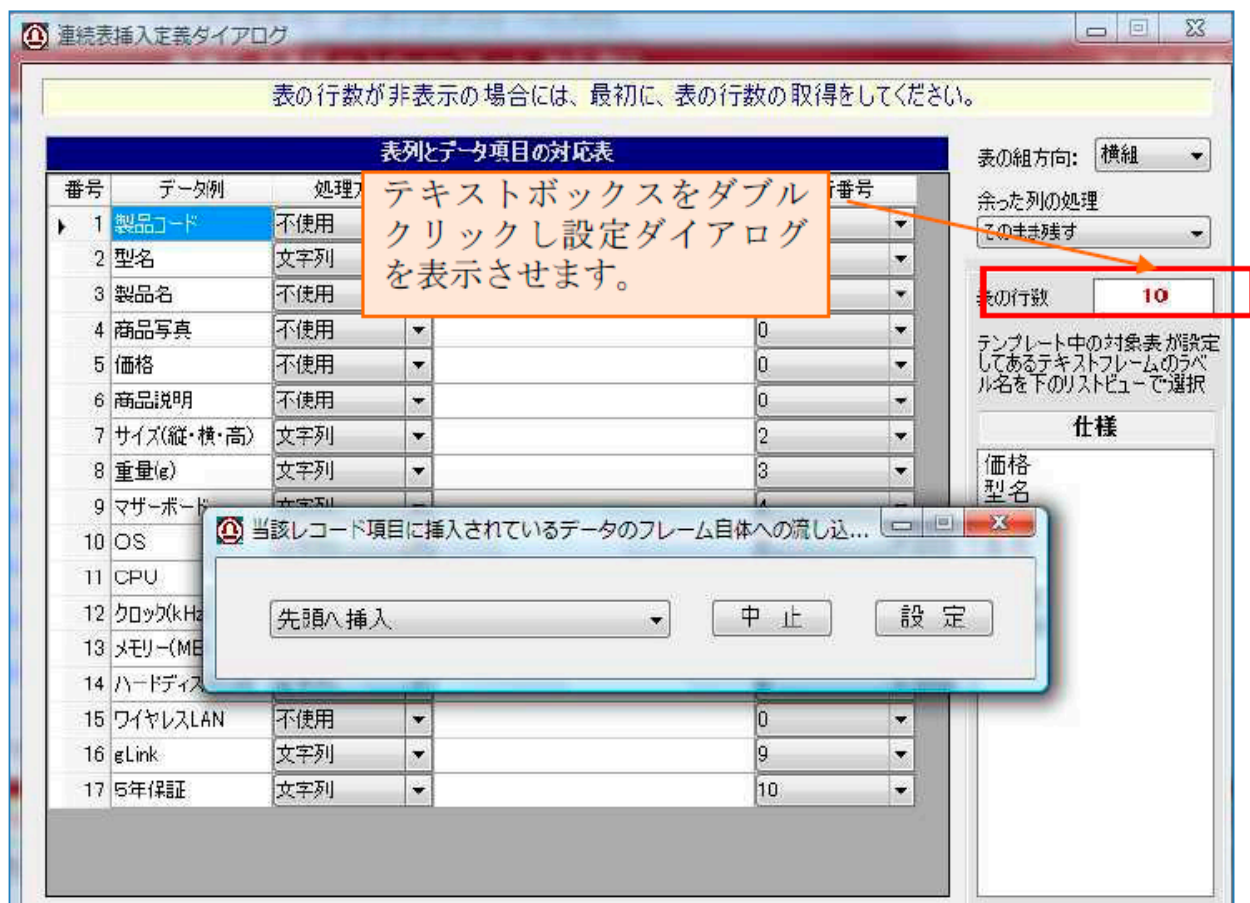 連続表挿入定義ダイアログ
表の行数が非表示の場合には、最初に、表の行数の取得をしてください。
表列とデータ項目の対応表
番号 データ例 処理方 番号
1 製品コード 不使用
2 型名 文字列
3 製品名 不使用
4 商品写真 不使用 0
5 価格 不使用 0
6 商品説明 不使用 0
7 サイズ(縦・横・高) 文字列 2
8 重量(g) 文字列 3
9 マザーボード 文字列 4
10 OS
11 CPU
12 クロック(kHz
13 メモリー(ME
14 ハードディス
15 ワイヤレスLAN 不使用 0
16 gLink 文字列 9
17 5年保証 文字列 10
テキストボックスをダブル
クリックし設定ダイアログ
を表示させます。
表の組方向: 横組
余った列の処理
そのまま残す
表の行数 10
テンプレート中の対象表が設定
してあるテキストフレームのラベ
ル名を下のリストビューで選択
仕様
価格
型名
当該レコード項目に挿入されているデータのフレーム自体への流し込...
先頭へ挿入 中止 設定